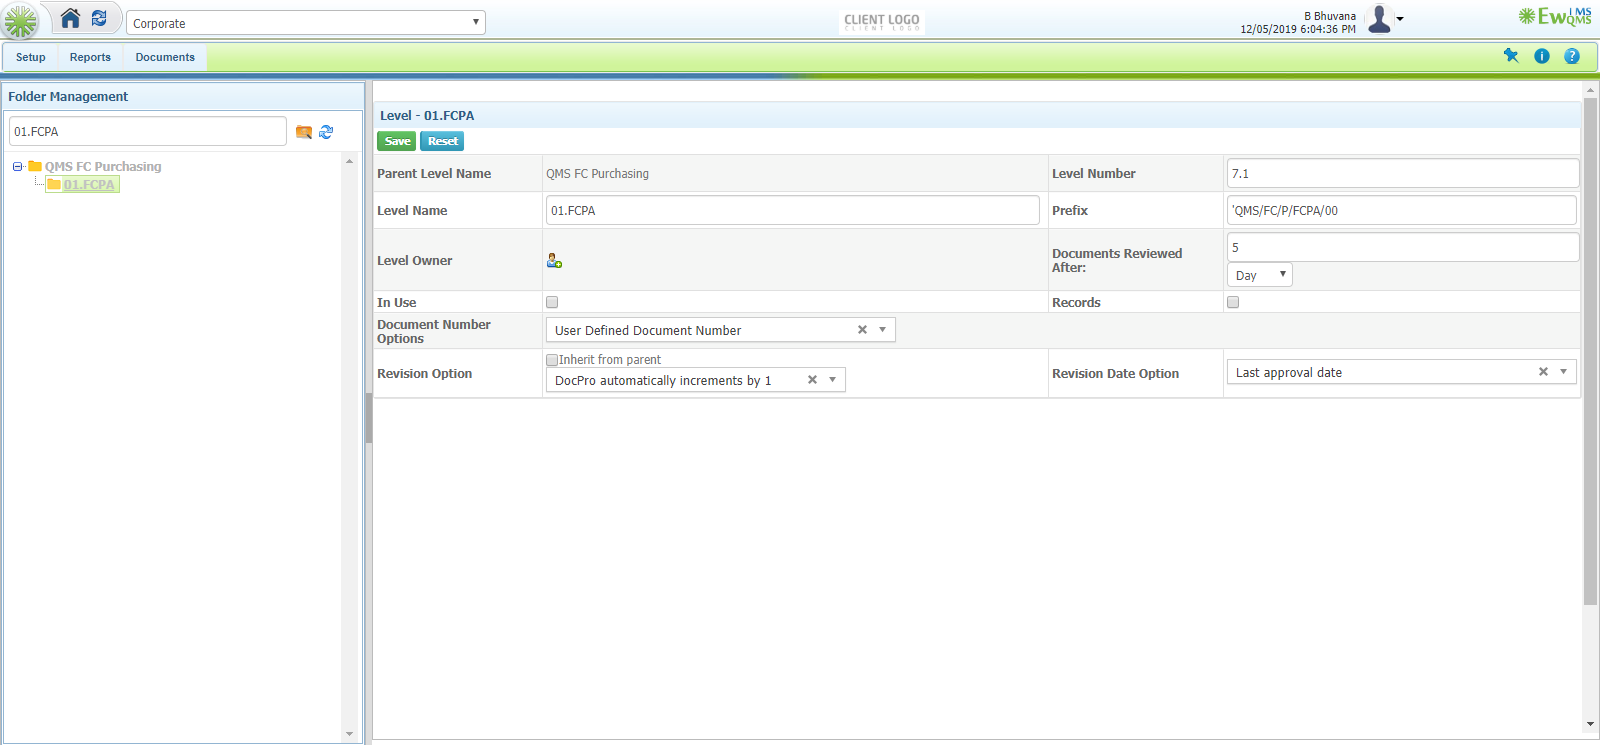 Corporate
CLIENT LOGO
CLIENT LOGO
B Bhuvana
12/05/2019 6:04:36 PM
EwQMS IMS
Setup Reports Documents
Folder Management
01.FCPA
QMS FC Purchasing
01.FCPA
Level - 01.FCPA
Save Reset
Parent Level Name QMS FC Purchasing Level Number 7.1
Level Name 01.FCPA Prefix 'QMS/FC/P/FCPA/00
Level Owner Documents Reviewed After: 5
Day
In Use Records
Document Number Options User Defined Document Number
Revision Option Inherit from parent
DocPro automatically increments by 1 Revision Date Option Last approval date